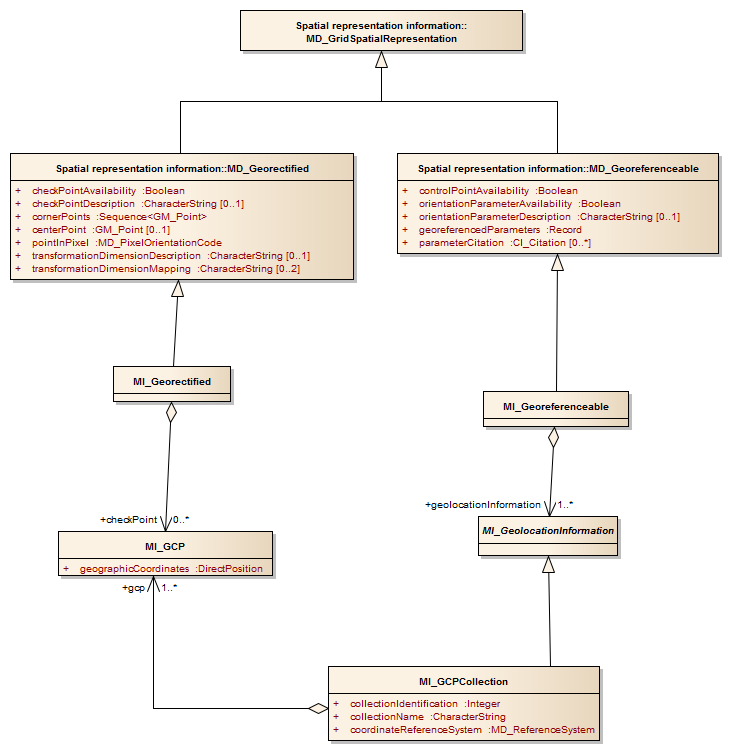 Spatial representation information::
MD_GridSpatialRepresentation
Spatial representation information::MD_Georectified
+ checkPointAvailability :Boolean
+ checkPointDescription :CharacterString [0..1]
+ cornerPoints :Sequence<GM_Point>
+ centerPoint :GM_Point [0..1]
+ pointInPixel :MD_PixelOrientationCode
+ transformationDimensionDescription :CharacterString [0..1]
+ transformationDimensionMapping :CharacterString [0..2]
Spatial representation information::MD_Georeferenceable
+ controlPointAvailability :Boolean
+ orientationParameterAvailability :Boolean
+ orientationParameterDescription :CharacterString [0..1]
+ georeferencedParameters :Record
+ parameterCitation :CI_Citation [0..*]
MI_Georectified
MI_Georeferenceable
+geolocationInformation 1..*
+checkPoint 0..*
MI_GeolocationInformation
MI_GCP
+ geographicCoordinates :DirectPosition
+gcp 1..*
MI_GCPCollection
+ collectionIdentification :Integer
+ collectionName :CharacterString
+ coordinateReferenceSystem :MD_ReferenceSystem